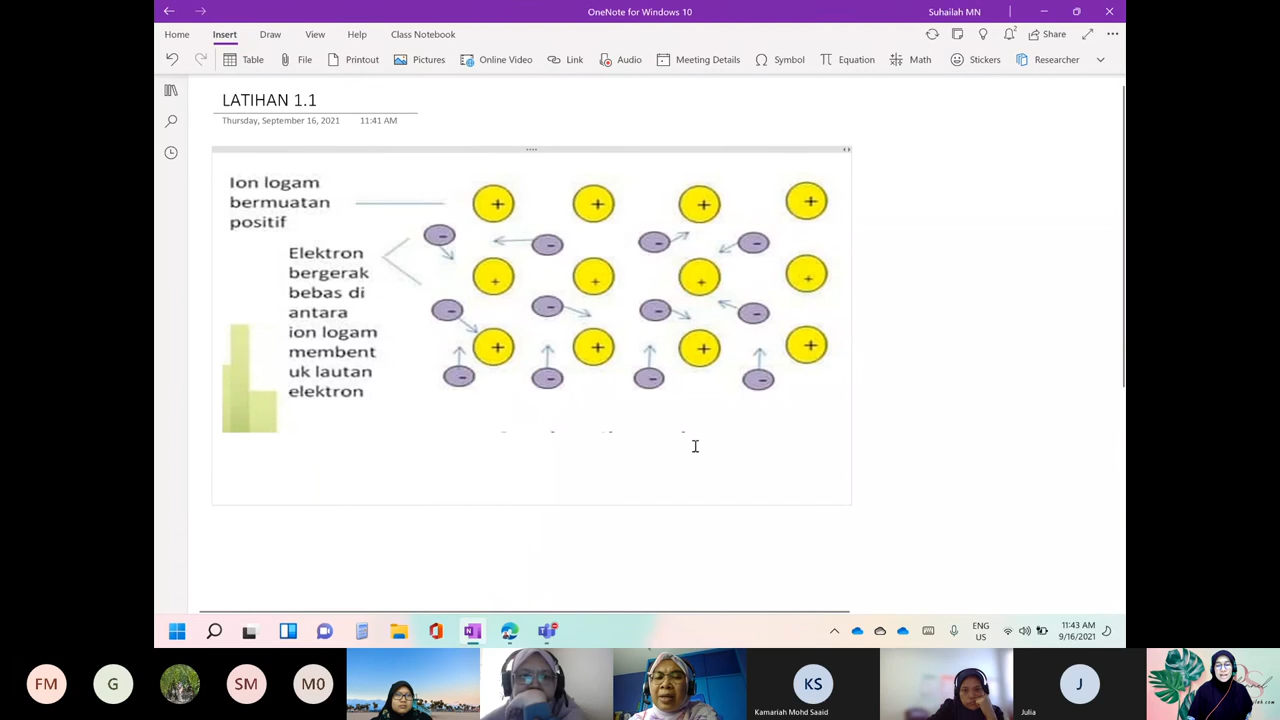 OneNote for Windows 10
Suhailah MN
Home Insert Draw View Help Class Notebook
Share
Table File Printout Pictures Online Video Link Audio Meeting Details Symbol Equation Math Stickers Researcher
LATIHAN 1.1
Thursday, September 16, 2021 11:41 AM
Ion logam
bermuatan
positif
Elektron
bergerak
bebas di
antara
ion logam
membent
uk lautan
elektron
+ + + +
- - - -
+ + + +
- - - -
+ + + +
- - - -
ENG
US
11:43 AM
9/16/2021
FM
G
SM
M0
KS
Kamariah Mohd Saaid
J
Julia